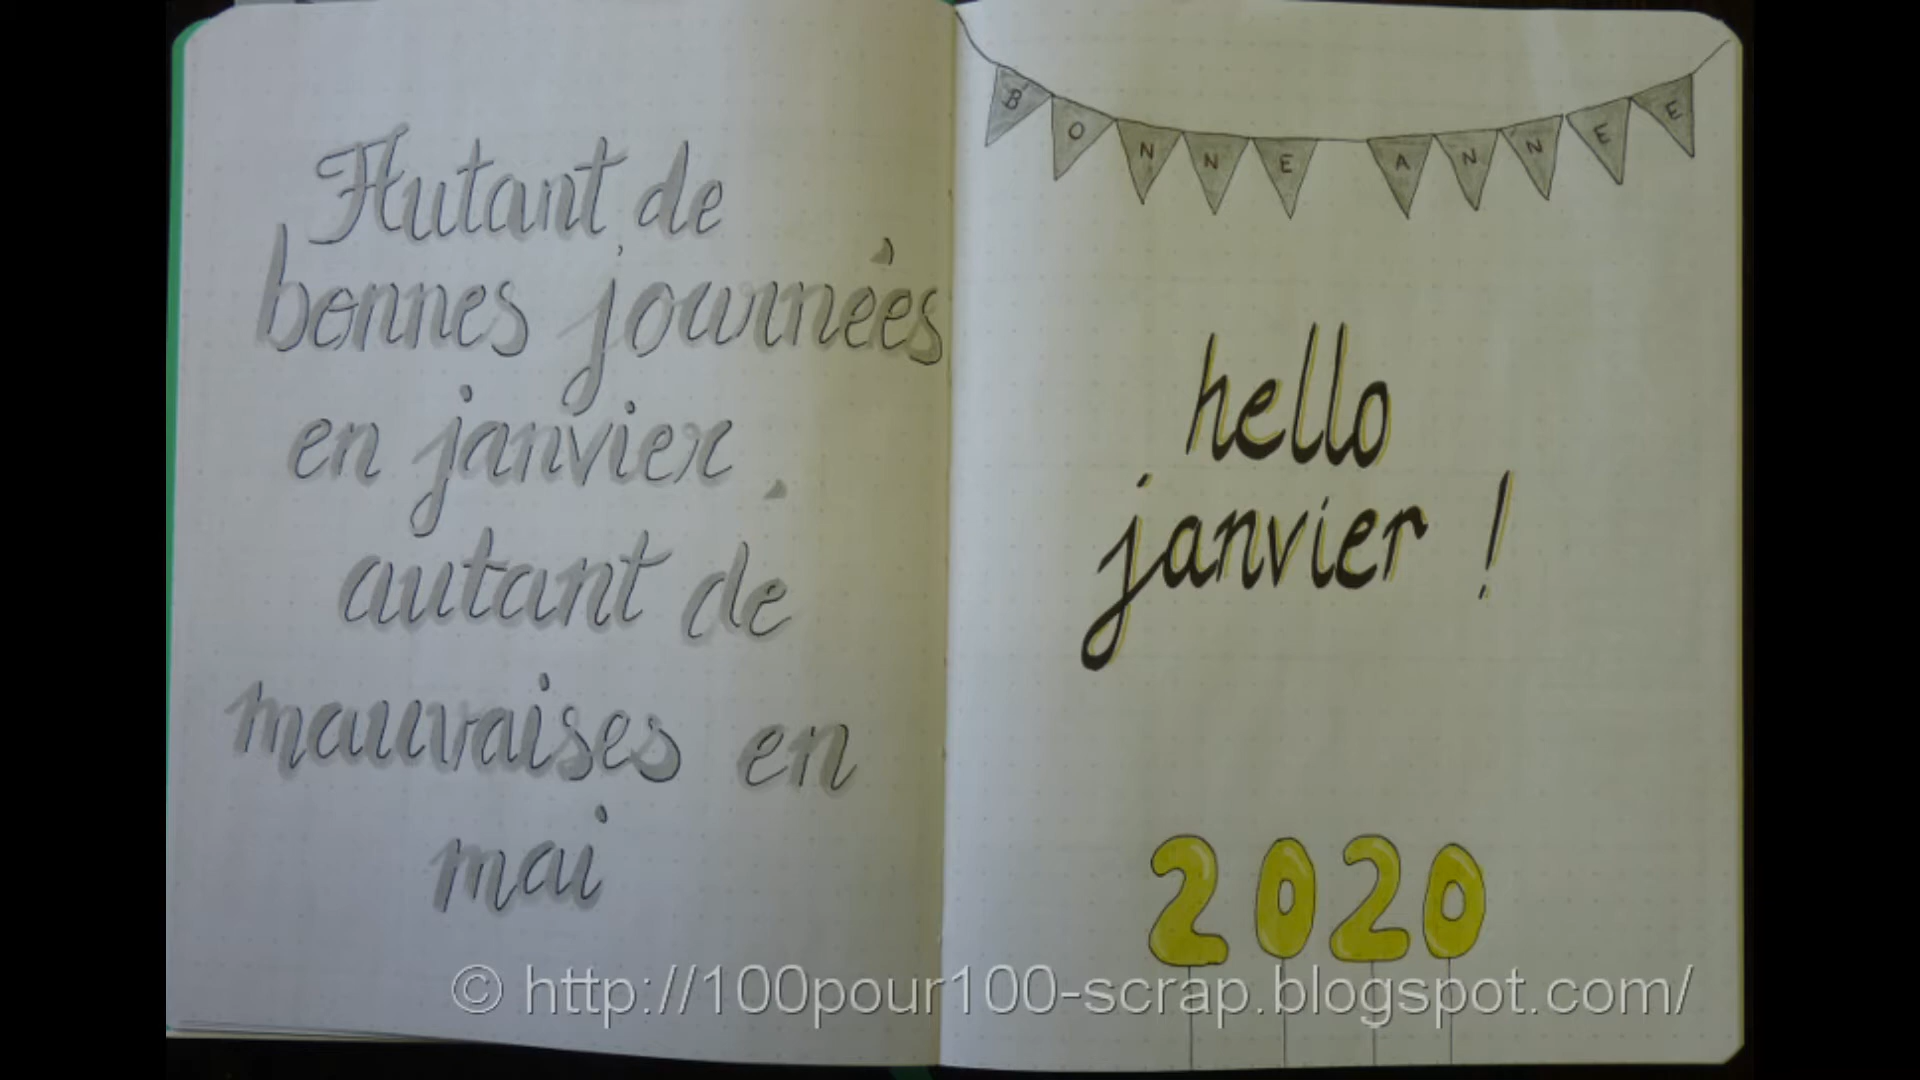 Autant de
bonnes journées
en janvier
autant de
mauvaises en
mai
BONNE ANNEE
hello
janvier !
2020
© http://100pour100-scrap.blogspot.com/